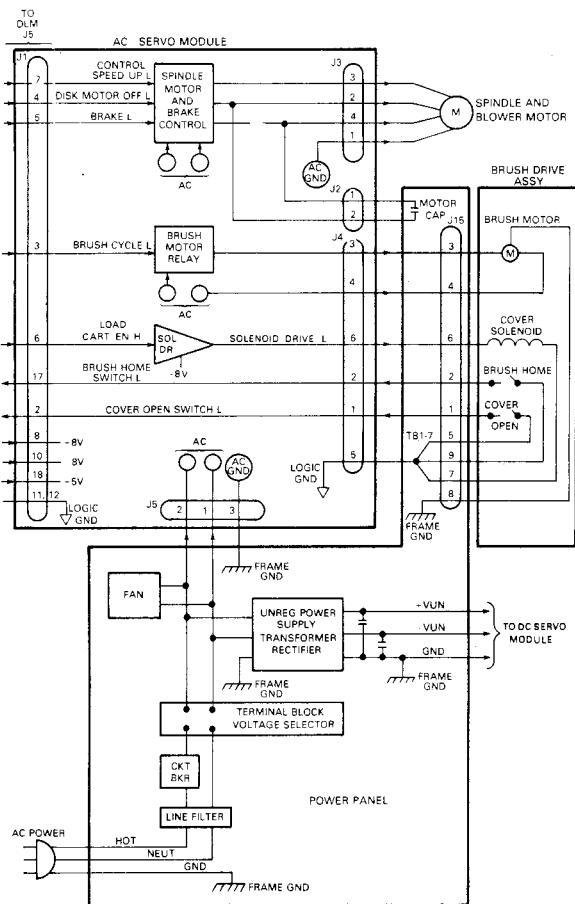 TO
DLM
J5
AC SERVO MODULE
J1
7
CONTROL
SPEED UP L
4
DISK MOTOR OFF L
5
BRAKE L
SPINDLE
MOTOR
AND
BRAKE
CONTROL
AC
J3
3
2
4
1
AC
GND
M
SPINDLE AND
BLOWER MOTOR
J2
1
2
MOTOR
CAP
BRUSH DRIVE
ASSY
BRUSH MOTOR
J15
J4
3
BRUSH CYCLE L
BRUSH
MOTOR
RELAY
3
3
M
AC
4
4
6
LOAD
CART EN H
SOL
DR
-8V
SOLENOID DRIVE L
6
6
COVER
SOLENOID
17
BRUSH HOME
SWITCH L
2
2
BRUSH HOME
2
COVER OPEN SWITCH L
1
1
COVER
OPEN
8
-8V
10
8V
18
-5V
11, 12
LOGIC
GND
AC
AC
GND
J5
2
1
3
LOGIC
GND
5
TB1-7
5
9
7
8
FRAME
GND
FRAME
GND
FAN
UNREG POWER
SUPPLY
TRANSFORMER
RECTIFIER
+VUN
-VUN
GND
TO DC SERVO
MODULE
FRAME
GND
FRAME
GND
TERMINAL BLOCK
VOLTAGE SELECTOR
CKT
BKR
POWER PANEL
LINE FILTER
AC POWER
HOT
NEUT
GND
FRAME GND